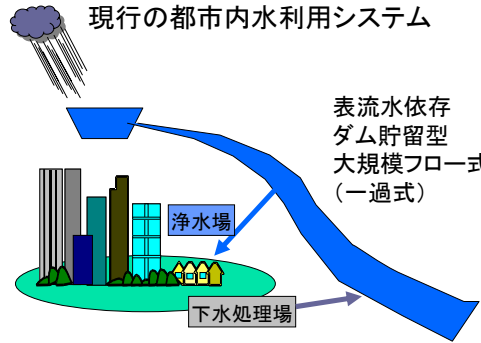 現行の都市内水利用システム
表流水依存
ダム貯留型
大規模フロー式
（一過式）
浄水場
下水処理場